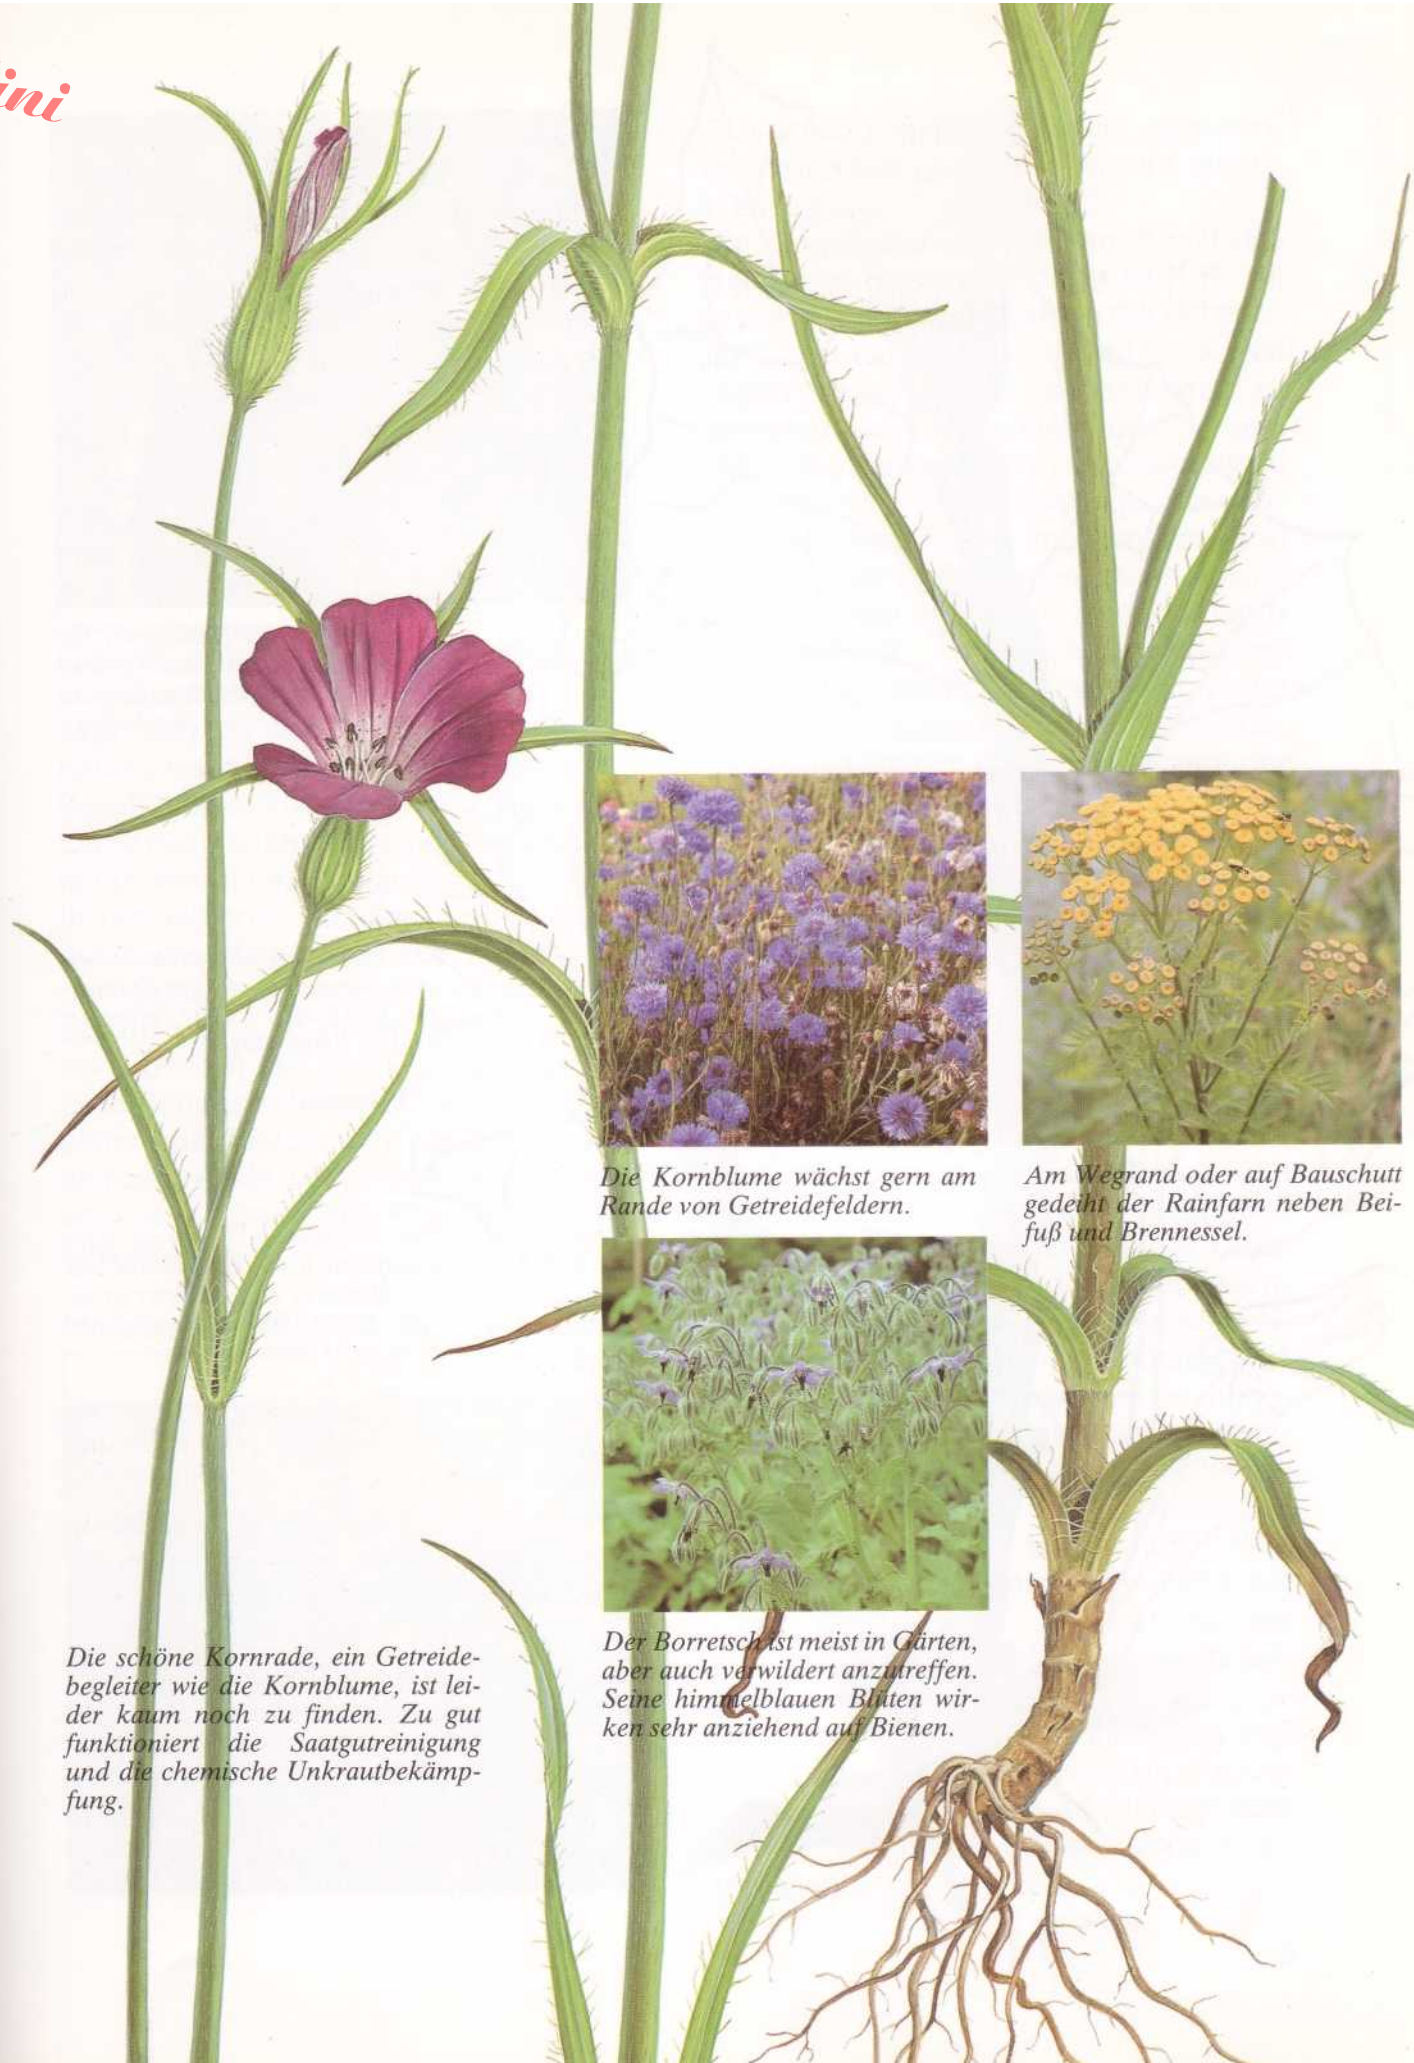 Die Kornblume wächst gern am
Rande von Getreidefeldern.
Am Wegrand oder auf Bauschutt
gedeiht der Rainfarn neben Bei-
fuß und Brennessel.
Die schöne Kornrade, ein Getreide-
begleiter wie die Kornblume, ist lei-
der kaum noch zu finden. Zu gut
funktioniert die Saatgutreinigung
und die chemische Unkrautbekämp-
fung.
Der Borretsch ist meist in Gärten,
aber auch verwildert anzutreffen.
Seine himmelblauen Blüten wir-
ken sehr anziehend auf Bienen.